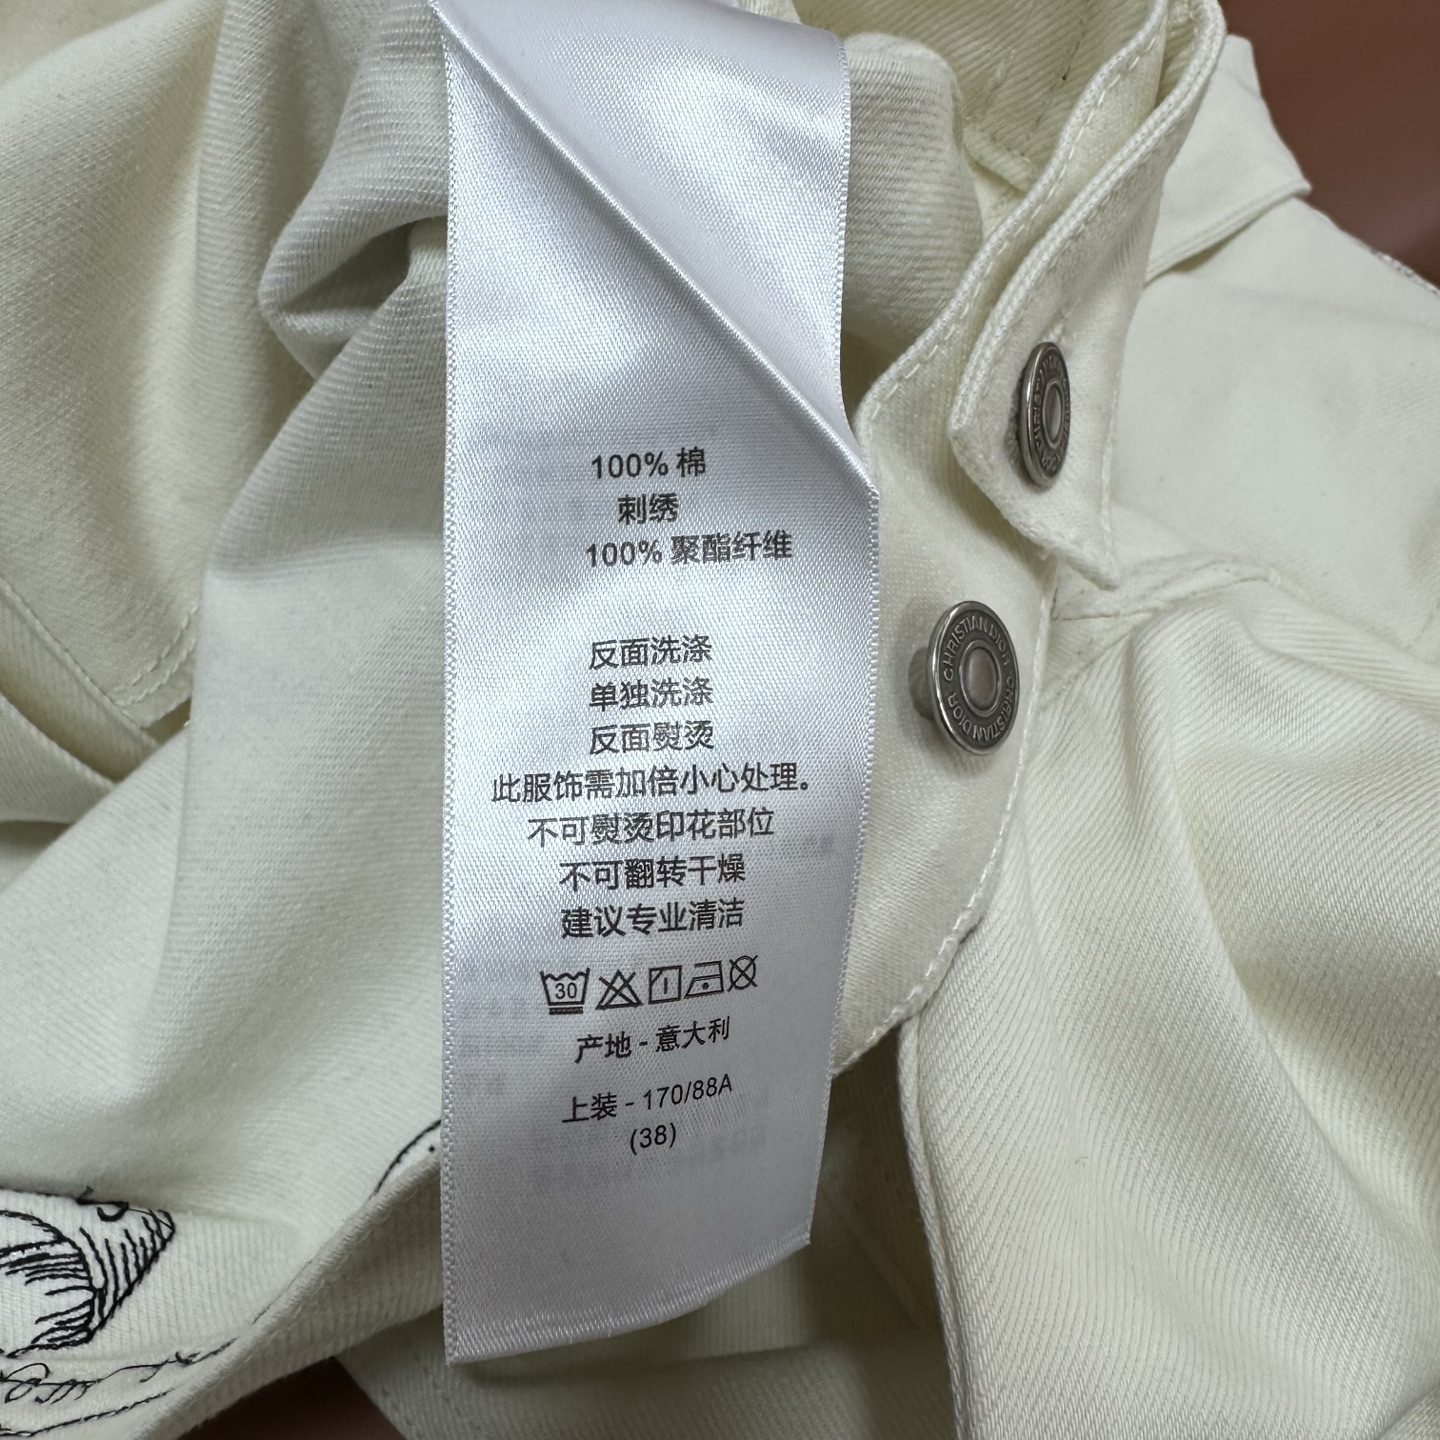 100% 棉
刺绣
100% 聚酯纤维
反面洗涤
单独洗涤
反面熨烫
此服饰需加倍小心处理。
不可熨烫印花部位
不可翻转干燥
建议专业清洁
30
产地 - 意大利
上装 - 170/88A
(38)
CHRISTIAN DIOR CHRISTIAN DIOR